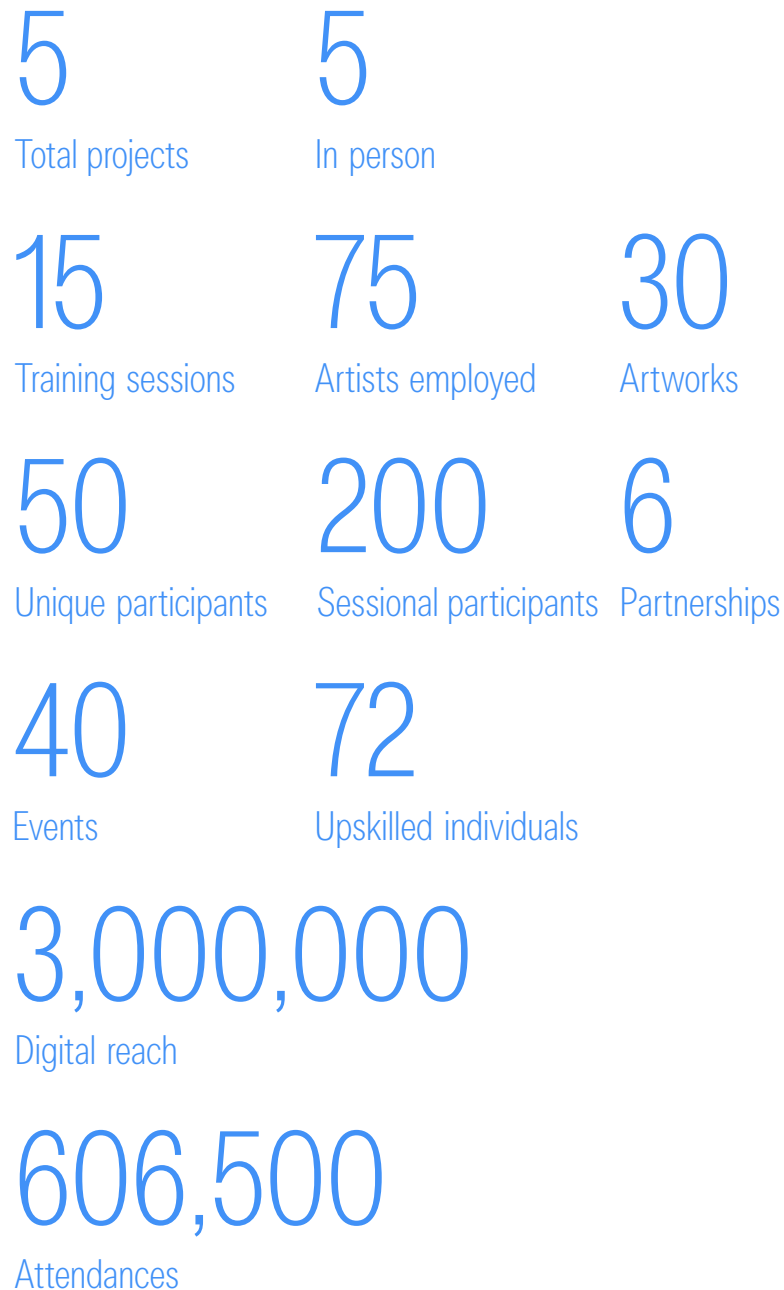 5 5
Total projects In person
15 75 30
Training sessions Artists employed Artworks
50 200 6
Unique participants Sessional participants Partnerships
40 72
Events Upskilled individuals
3,000,000
Digital reach
606,500
Attendances